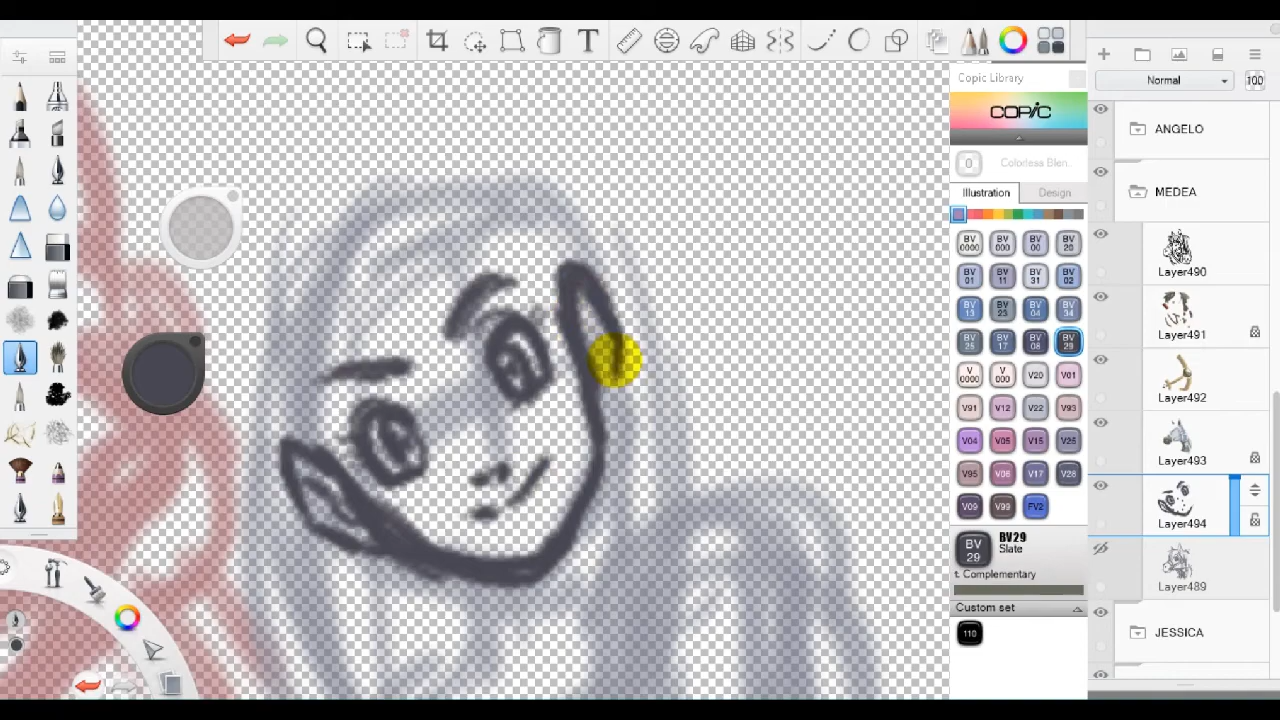 T
Copic Library
COPIC
0 Colorless Blen..
Illustration Design
BV 0000 BV 000 BV 00 BV 20
BV 01 BV 11 BV 31 BV 02
BV 13 BV 23 BV 04 BV 34
BV 25 BV 17 BV 08 BV 29
V 0000 V 000 V20 V01
V91 V12 V22 V93
V04 V05 V15 V25
V95 V06 V17 V28
V09 V99 FV2
BV 29
BV29
Slate
t. Complementary
Custom set
110
Normal 100
ANGELO
MEDEA
Layer490
Layer491
Layer492
Layer493
Layer494
Layer489
JESSICA